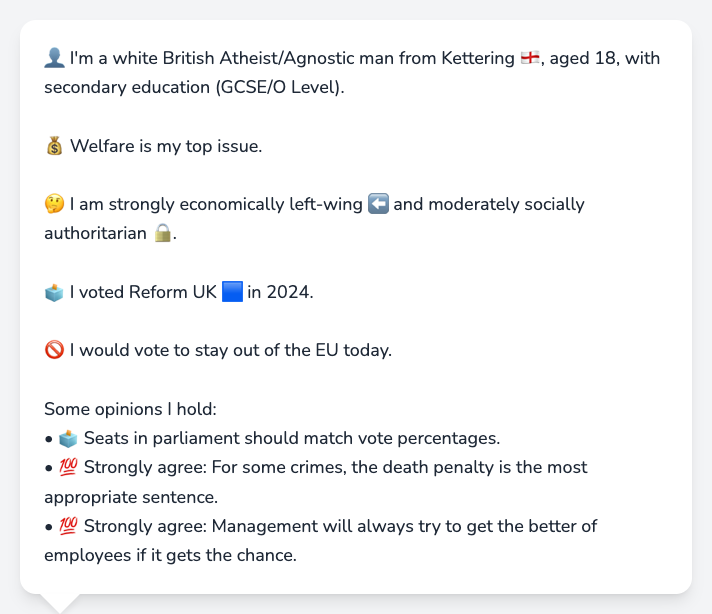 👤 I'm a white British Atheist/Agnostic man from Kettering 🏴󠁧󠁢󠁥󠁮󠁧󠁿, aged 18, with
secondary education (GCSE/O Level).
💰 Welfare is my top issue.
🤔 I am strongly economically left-wing ⬅️ and moderately socially
authoritarian 🔒.
🗳️ I voted Reform UK 🟦 in 2024.
🚫 I would vote to stay out of the EU today.
Some opinions I hold:
• 🗳️ Seats in parliament should match vote percentages.
• 💯 Strongly agree: For some crimes, the death penalty is the most
appropriate sentence.
• 💯 Strongly agree: Management will always try to get the better of
employees if it gets the chance.